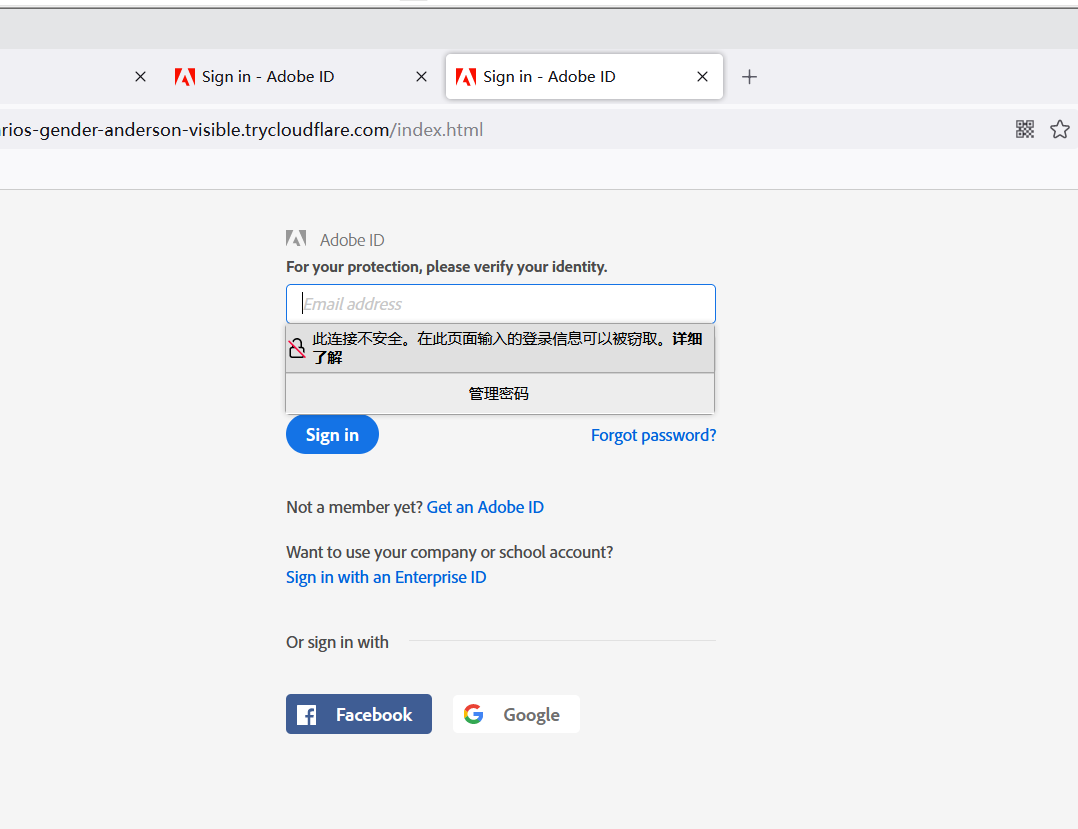 Sign in - Adobe ID
Sign in - Adobe ID
rios-gender-anderson-visible.trycloudflare.com/index.html
Adobe ID
For your protection, please verify your identity.
Email address
此连接不安全。在此页面输入的登录信息可以被窃取。详细
了解
管理密码
Sign in
Forgot password?
Not a member yet? Get an Adobe ID
Want to use your company or school account?
Sign in with an Enterprise ID
Or sign in with
Facebook
Google